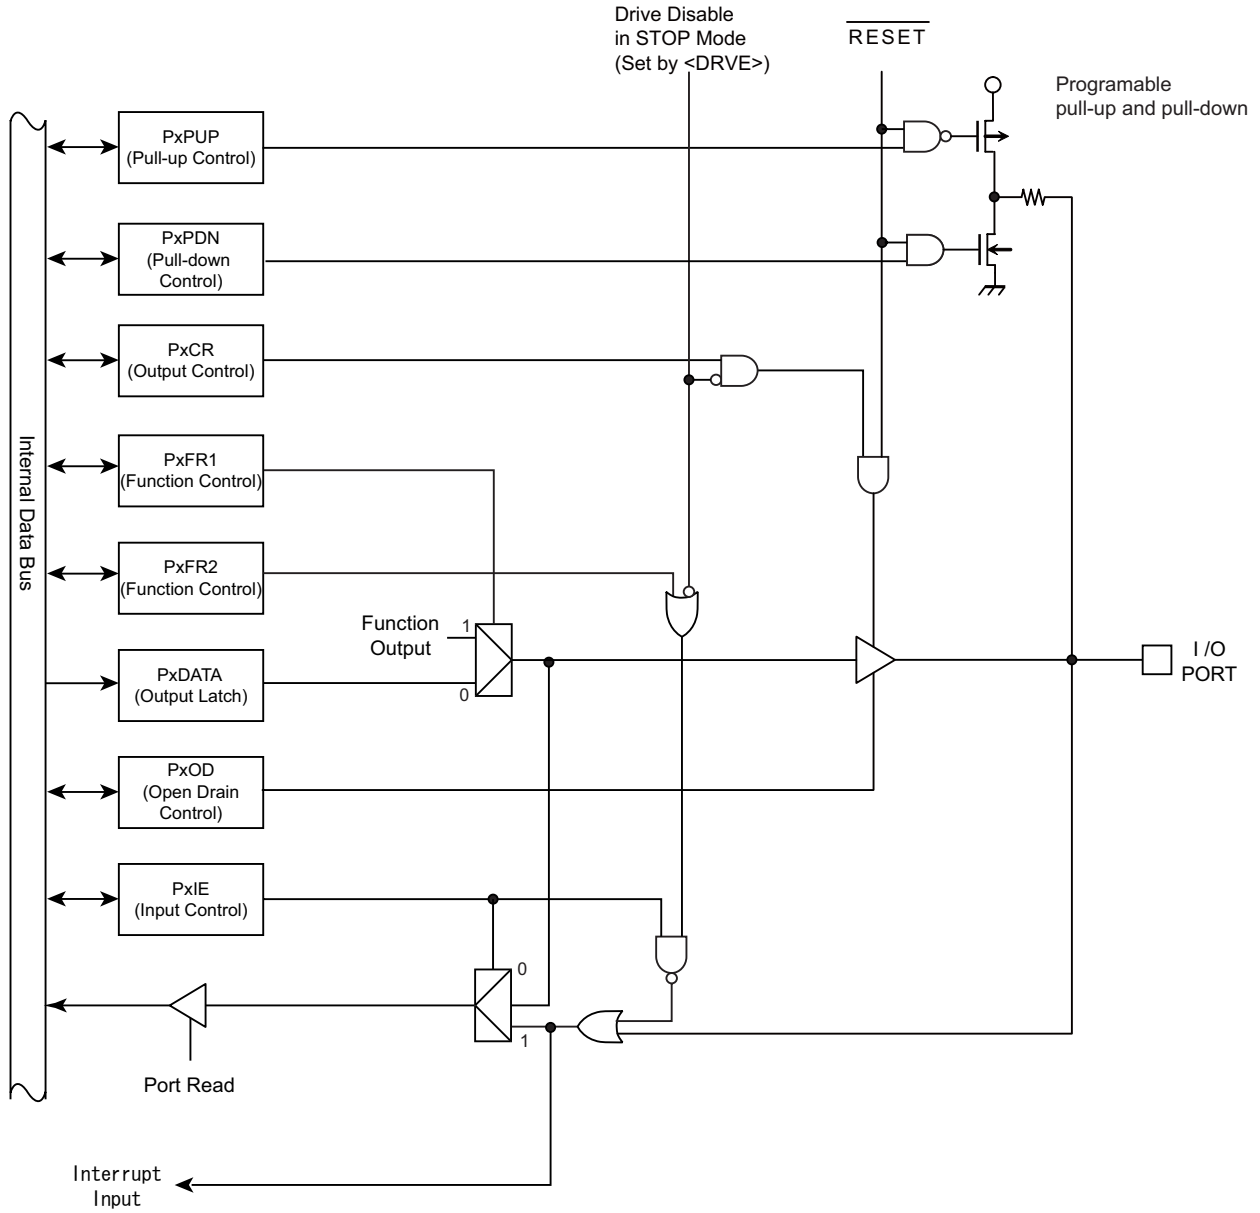 Drive Disable
in STOP Mode
(Set by <DRVE>)
RESET
Programable
pull-up and pull-down
PxPUP
(Pull-up Control)
PxPDN
(Pull-down
Control)
PxCR
(Output Control)
Internal Data Bus
PxFR1
(Function Control)
PxFR2
(Function Control)
Function
Output
1
0
PxDATA
(Output Latch)
I /O
PORT
PxOD
(Open Drain
Control)
PxIE
(Input Control)
0
1
Port Read
Interrupt
Input